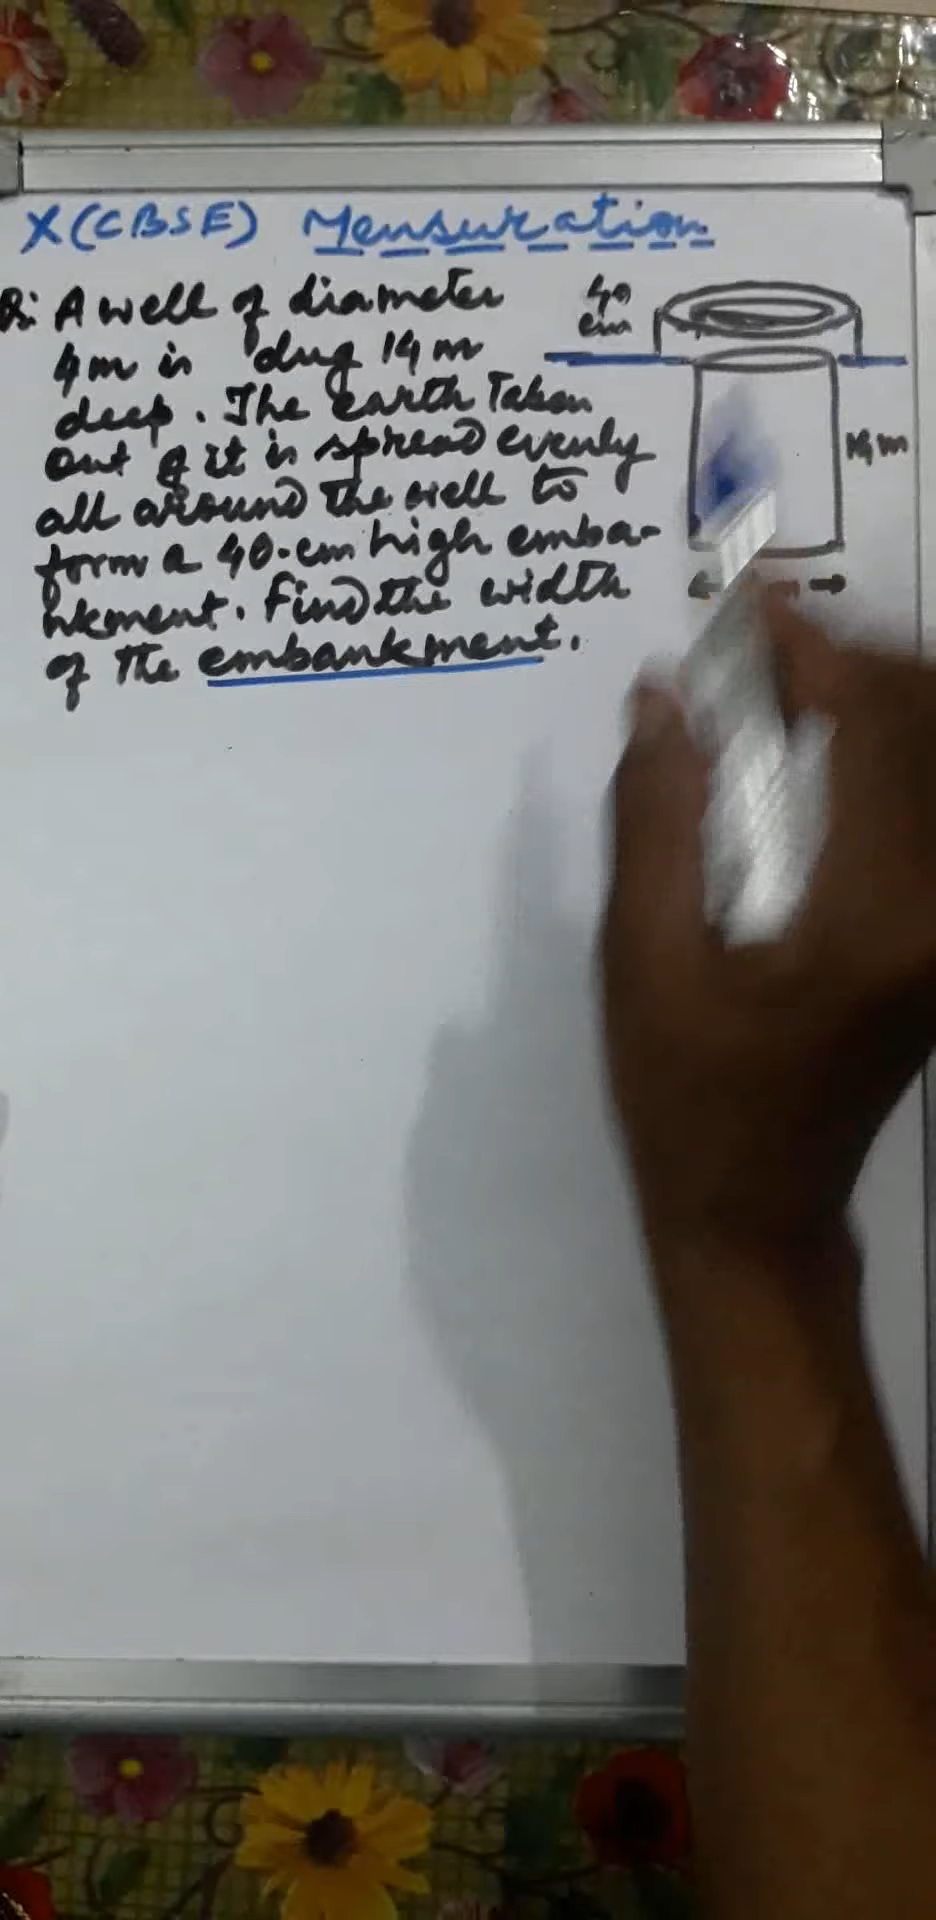 X(CBSE) Mensuration
Q: A well of diameter
4m is dug 14m
deep. The earth Taken
out of it is spread evenly
all around The well to
form a 40-cm high emba-
nkment. Find the width
of The embankment.
40
cm
14 m